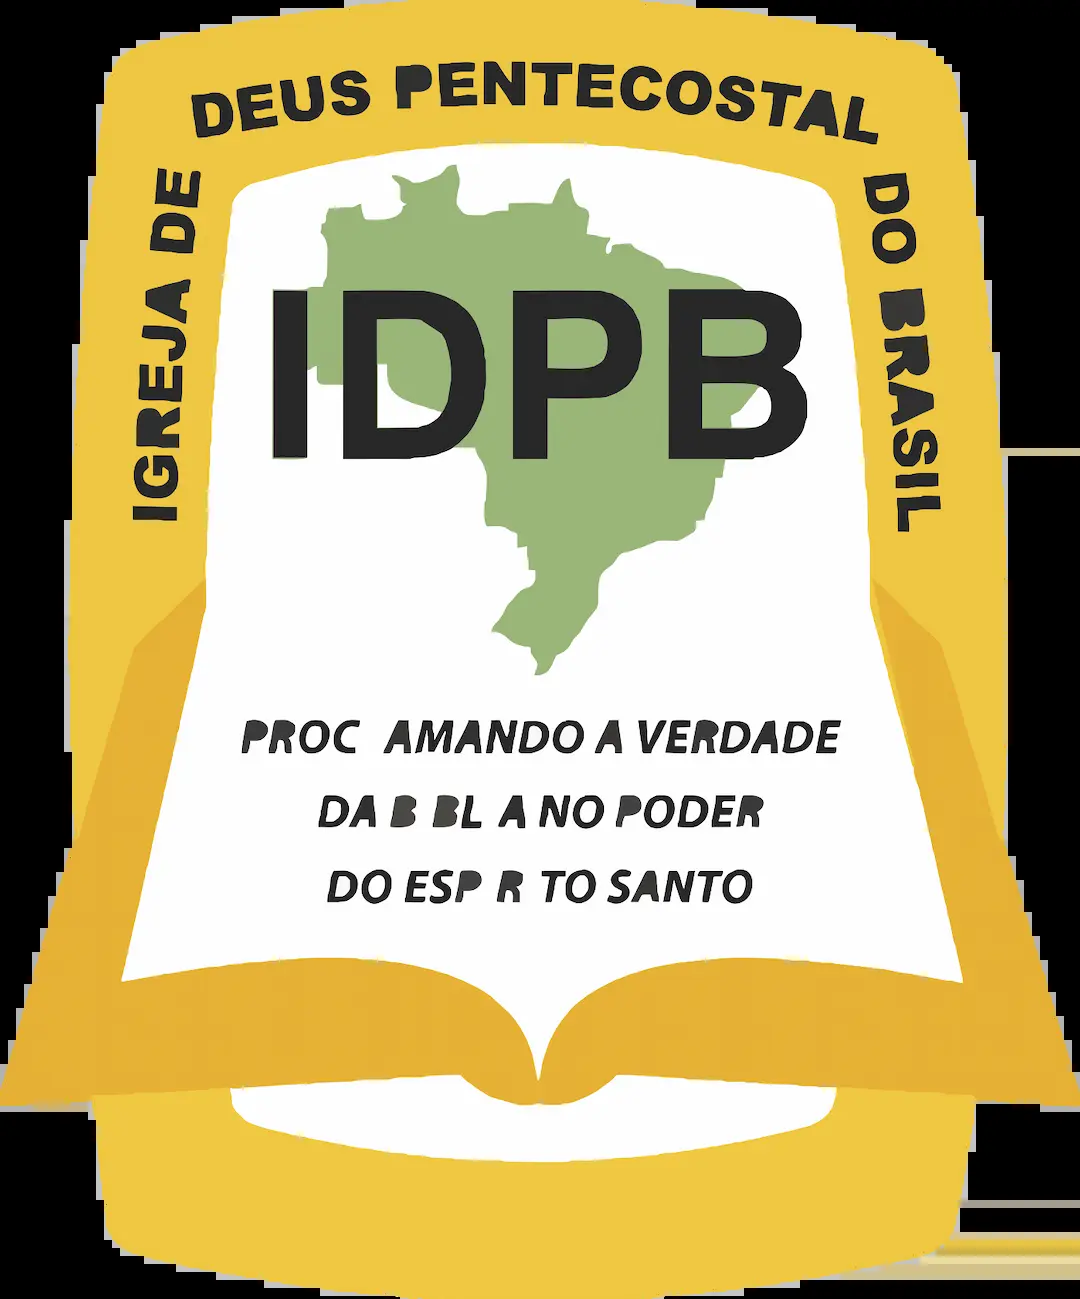 IGREJA DE DEUS PENTECOSTAL DO BRASIL
IDPB
PROC AMANDO A VERDADE
DA B BL A NO PODER
DO ESP R TO SANTO